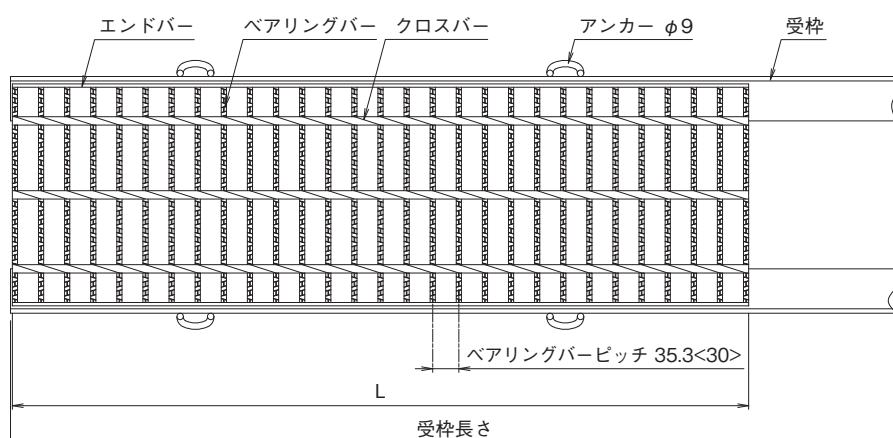 エンドバー
ベアリングバー
クロスバー
アンカー φ9
受枠
ベアリングバーピッチ 35.3<30>
L
受枠長さ